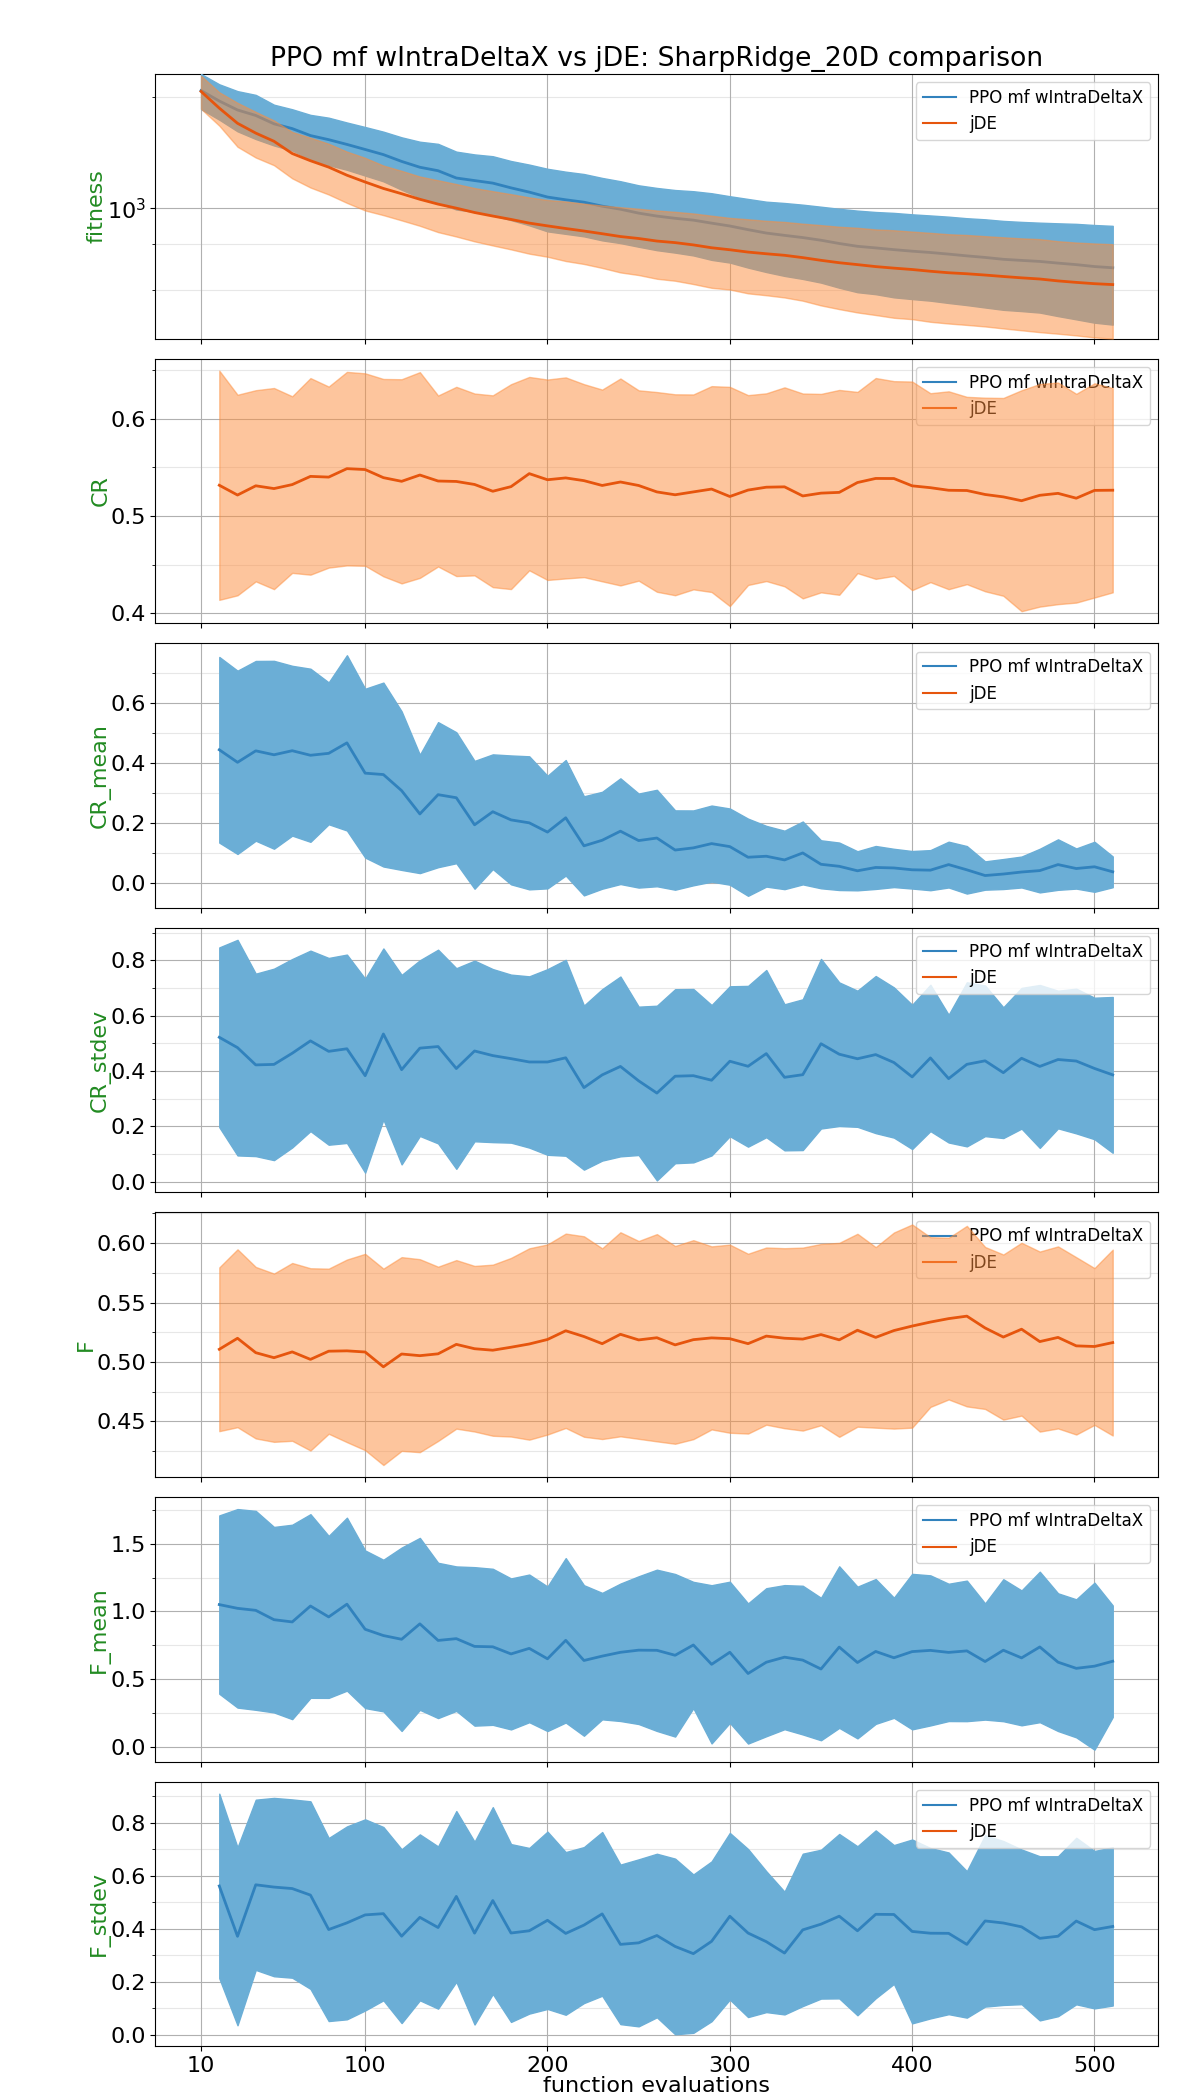 PPO mf wIntraDeltaX vs jDE: SharpRidge_20D comparison
fitness
10³
PPO mf wIntraDeltaX
jDE
CR
0.6
0.5
0.4
PPO mf wIntraDeltaX
jDE
CR_mean
0.6
0.4
0.2
0.0
PPO mf wIntraDeltaX
jDE
CR_stdev
0.8
0.6
0.4
0.2
0.0
PPO mf wIntraDeltaX
jDE
F
0.60
0.55
0.50
0.45
PPO mf wIntraDeltaX
jDE
F_mean
1.5
1.0
0.5
0.0
PPO mf wIntraDeltaX
jDE
F_stdev
0.8
0.6
0.4
0.2
0.0
PPO mf wIntraDeltaX
jDE
10 100 200 300 400 500
function evaluations